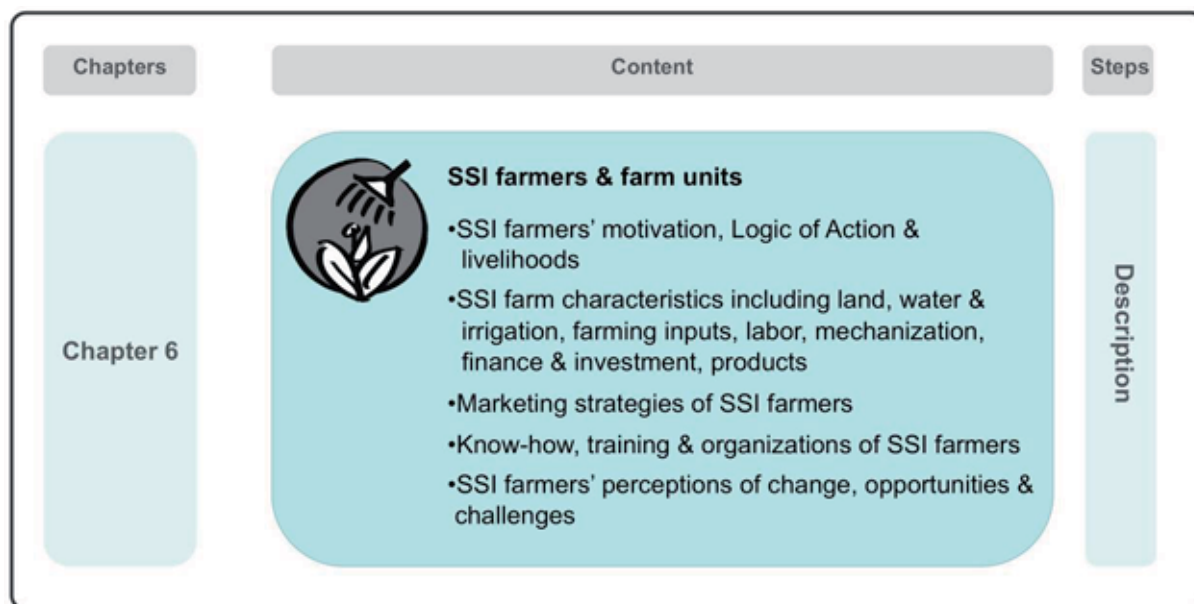 Chapters
Content
Steps
Chapter 6
SSI farmers & farm units
•SSI farmers’ motivation, Logic of Action &
livelihoods
•SSI farm characteristics including land, water &
irrigation, farming inputs, labor, mechanization,
finance & investment, products
•Marketing strategies of SSI farmers
•Know-how, training & organizations of SSI farmers
•SSI farmers’ perceptions of change, opportunities &
challenges
Description